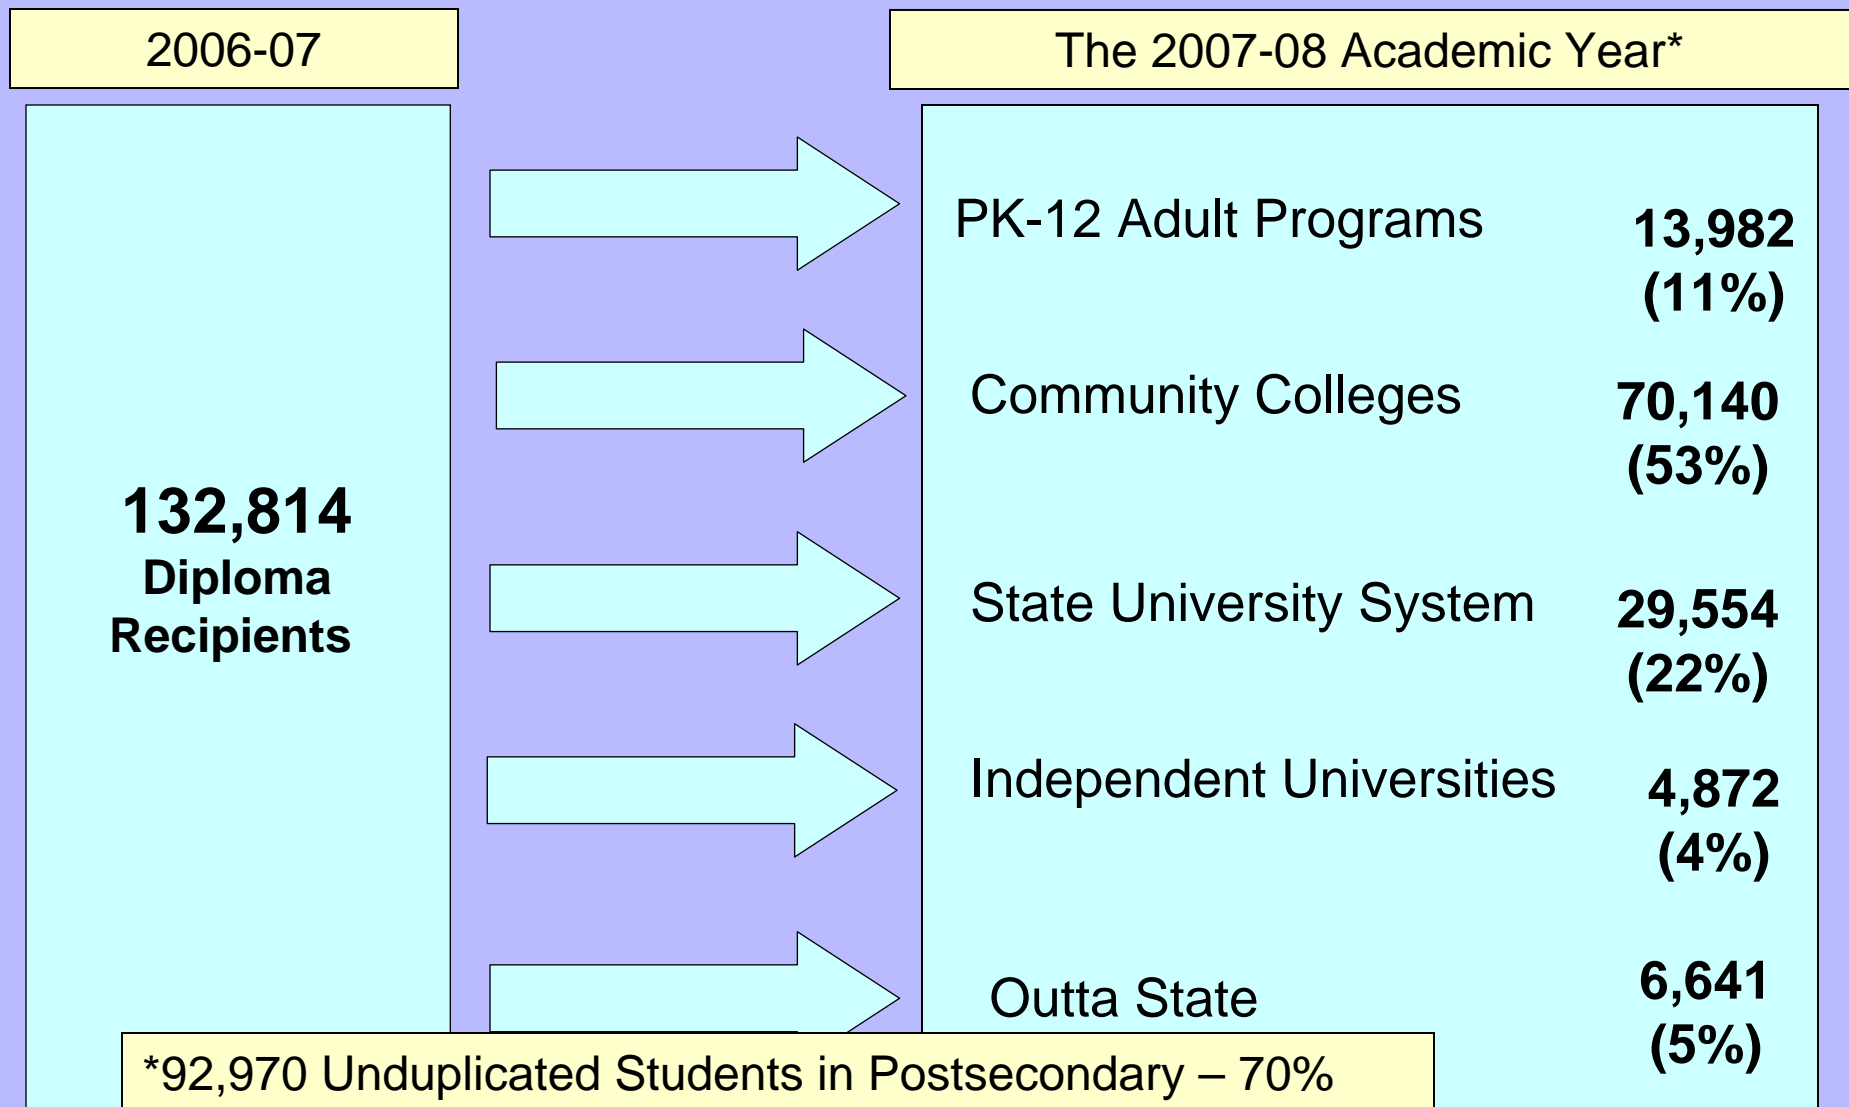 2006-07
The 2007-08 Academic Year*
132,814
Diploma
Recipients
PK-12 Adult Programs
13,982
(11%)
Community Colleges
70,140
(53%)
State University System
29,554
(22%)
Independent Universities
4,872
(4%)
Outta State
6,641
(5%)
*92,970 Unduplicated Students in Postsecondary – 70%